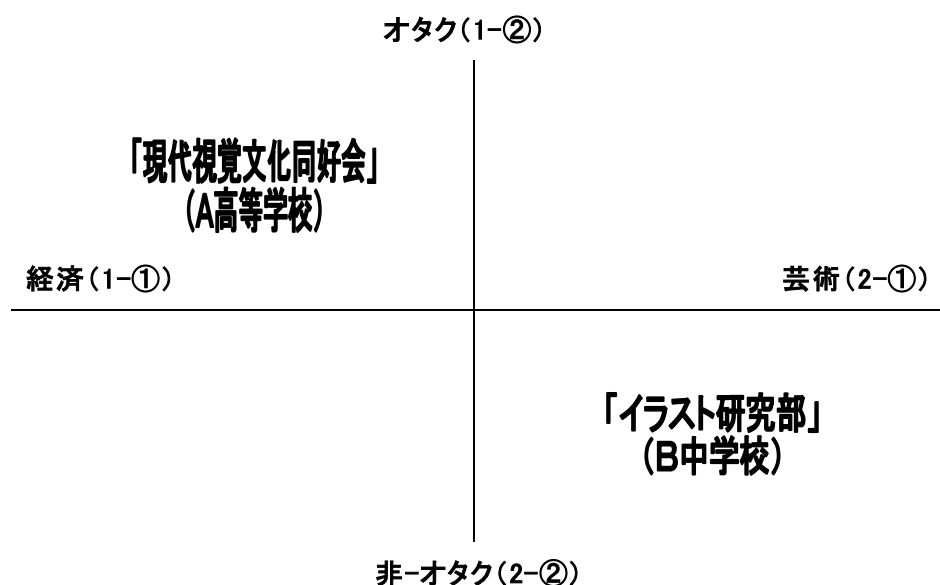 オタク(1-②)
「現代視覚文化同好会」
(A高等学校)
経済(1-①)
芸術(2-①)
「イラスト研究部」
(B中学校)
非-オタク(2-②)